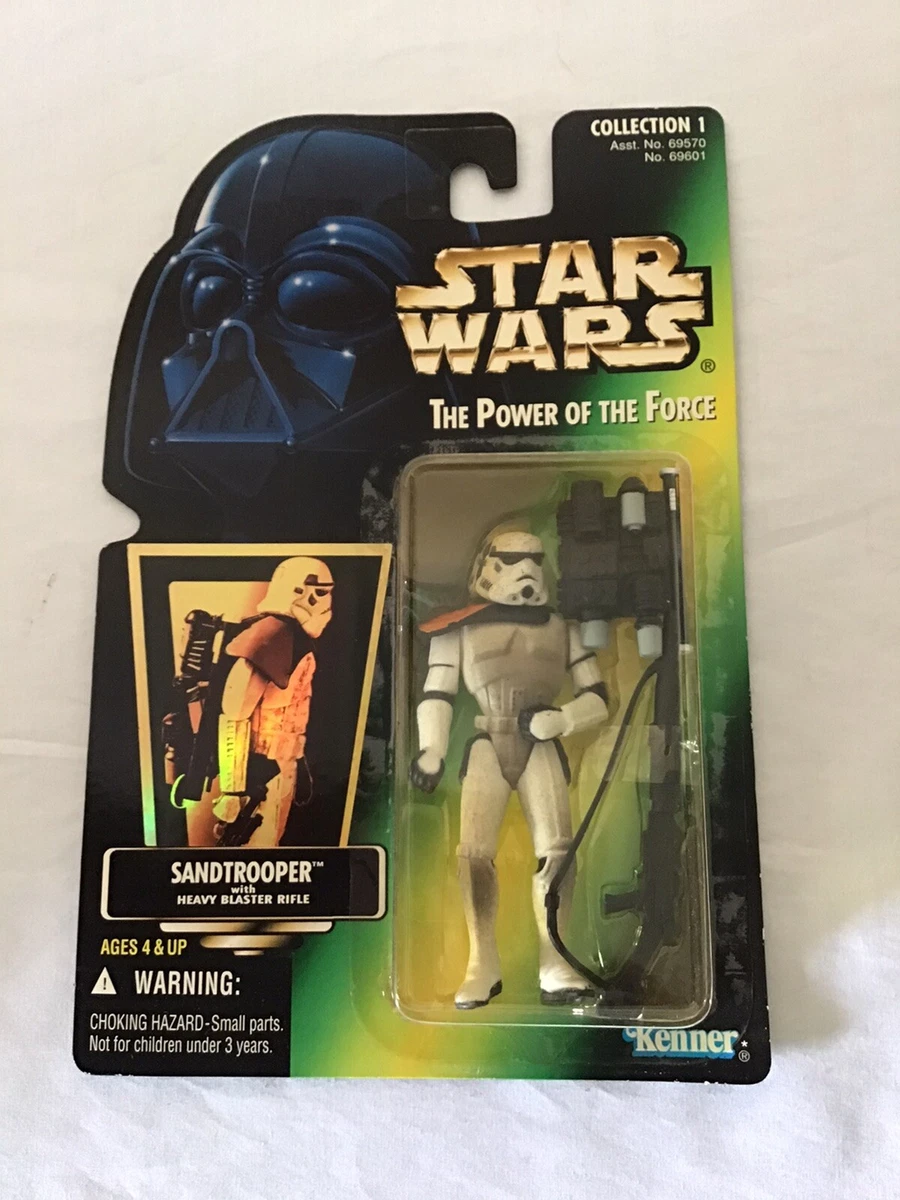 COLLECTION 1
Asst. No. 69570
No. 69601
STAR
WARS®
THE POWER OF THE FORCE
SANDTROOPER™
with
HEAVY BLASTER RIFLE
AGES 4 & UP
WARNING:
CHOKING HAZARD-Small parts.
Not for children under 3 years.
Kenner*®